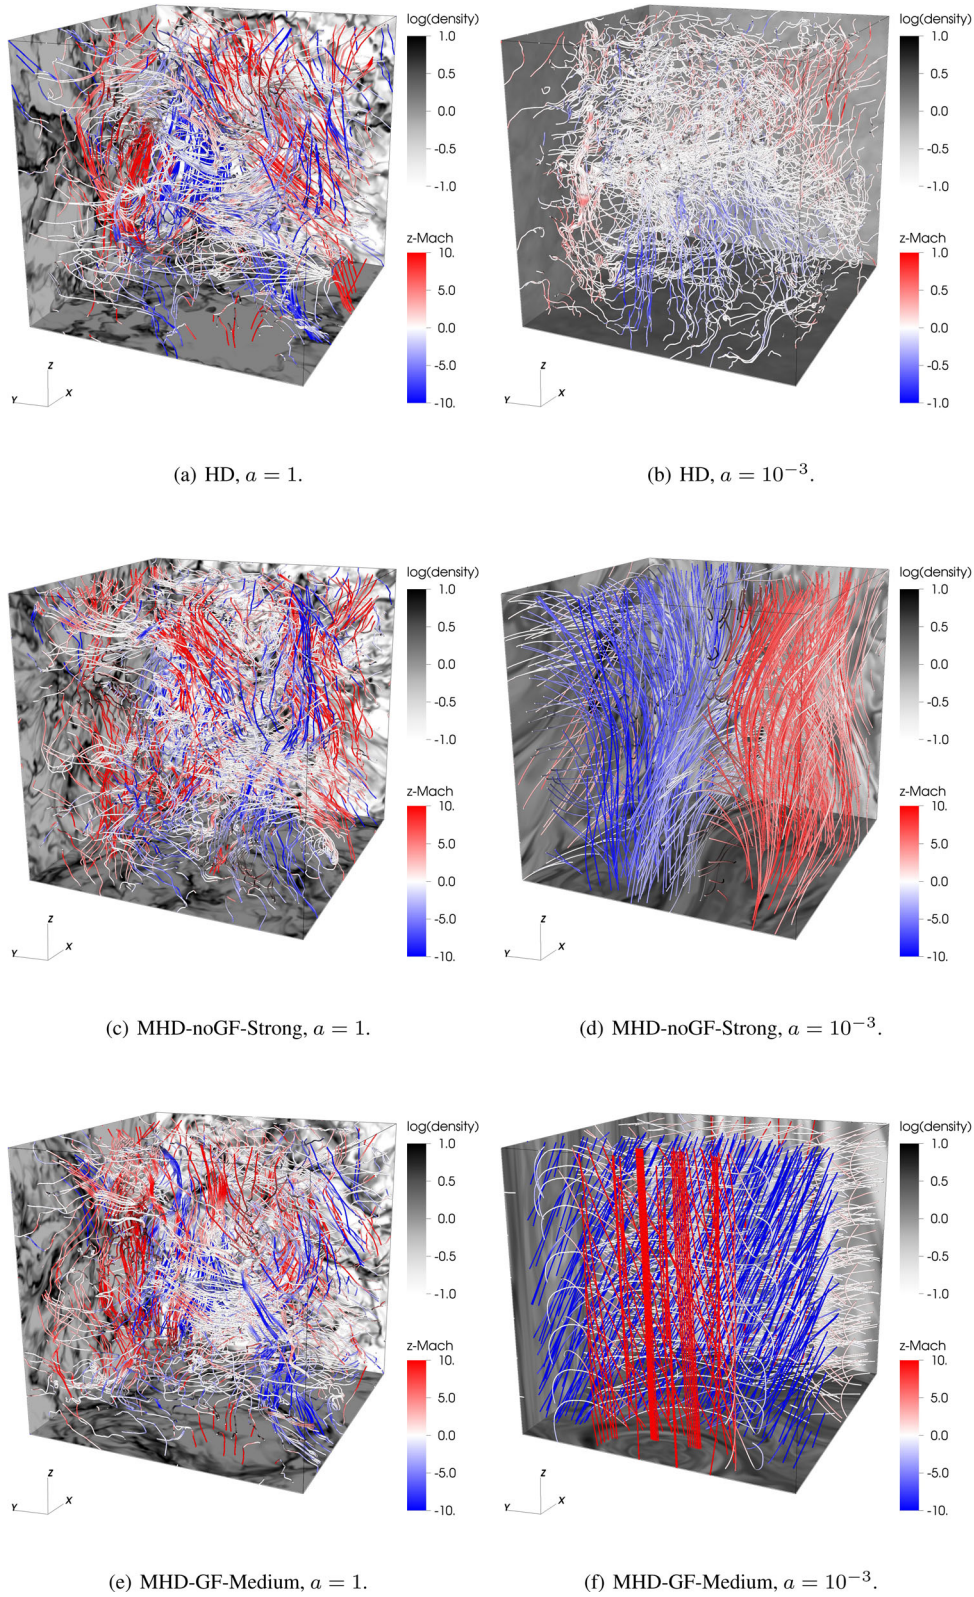 log(density)
1.0
0.5
0.0
-0.5
-1.0
z-Mach
10.
5.0
0.0
-5.0
-10.
Z
Y
X
(a) HD, a = 1.
log(density)
1.0
0.5
0.0
-0.5
-1.0
z-Mach
1.0
0.5
0.0
-0.5
-1.0
Z
Y
X
(b) HD, a = 10⁻³.
log(density)
1.0
0.5
0.0
-0.5
-1.0
z-Mach
10.
5.0
0.0
-5.0
-10.
Z
Y
X
(c) MHD-noGF-Strong, a = 1.
log(density)
1.0
0.5
0.0
-0.5
-1.0
z-Mach
10.
5.0
0.0
-5.0
-10.
Z
Y
X
(d) MHD-noGF-Strong, a = 10⁻³.
log(density)
1.0
0.5
0.0
-0.5
-1.0
z-Mach
10.
5.0
0.0
-5.0
-10.
Z
Y
X
(e) MHD-GF-Medium, a = 1.
log(density)
1.0
0.5
0.0
-0.5
-1.0
z-Mach
10.
5.0
0.0
-5.0
-10.
Z
Y
X
(f) MHD-GF-Medium, a = 10⁻³.